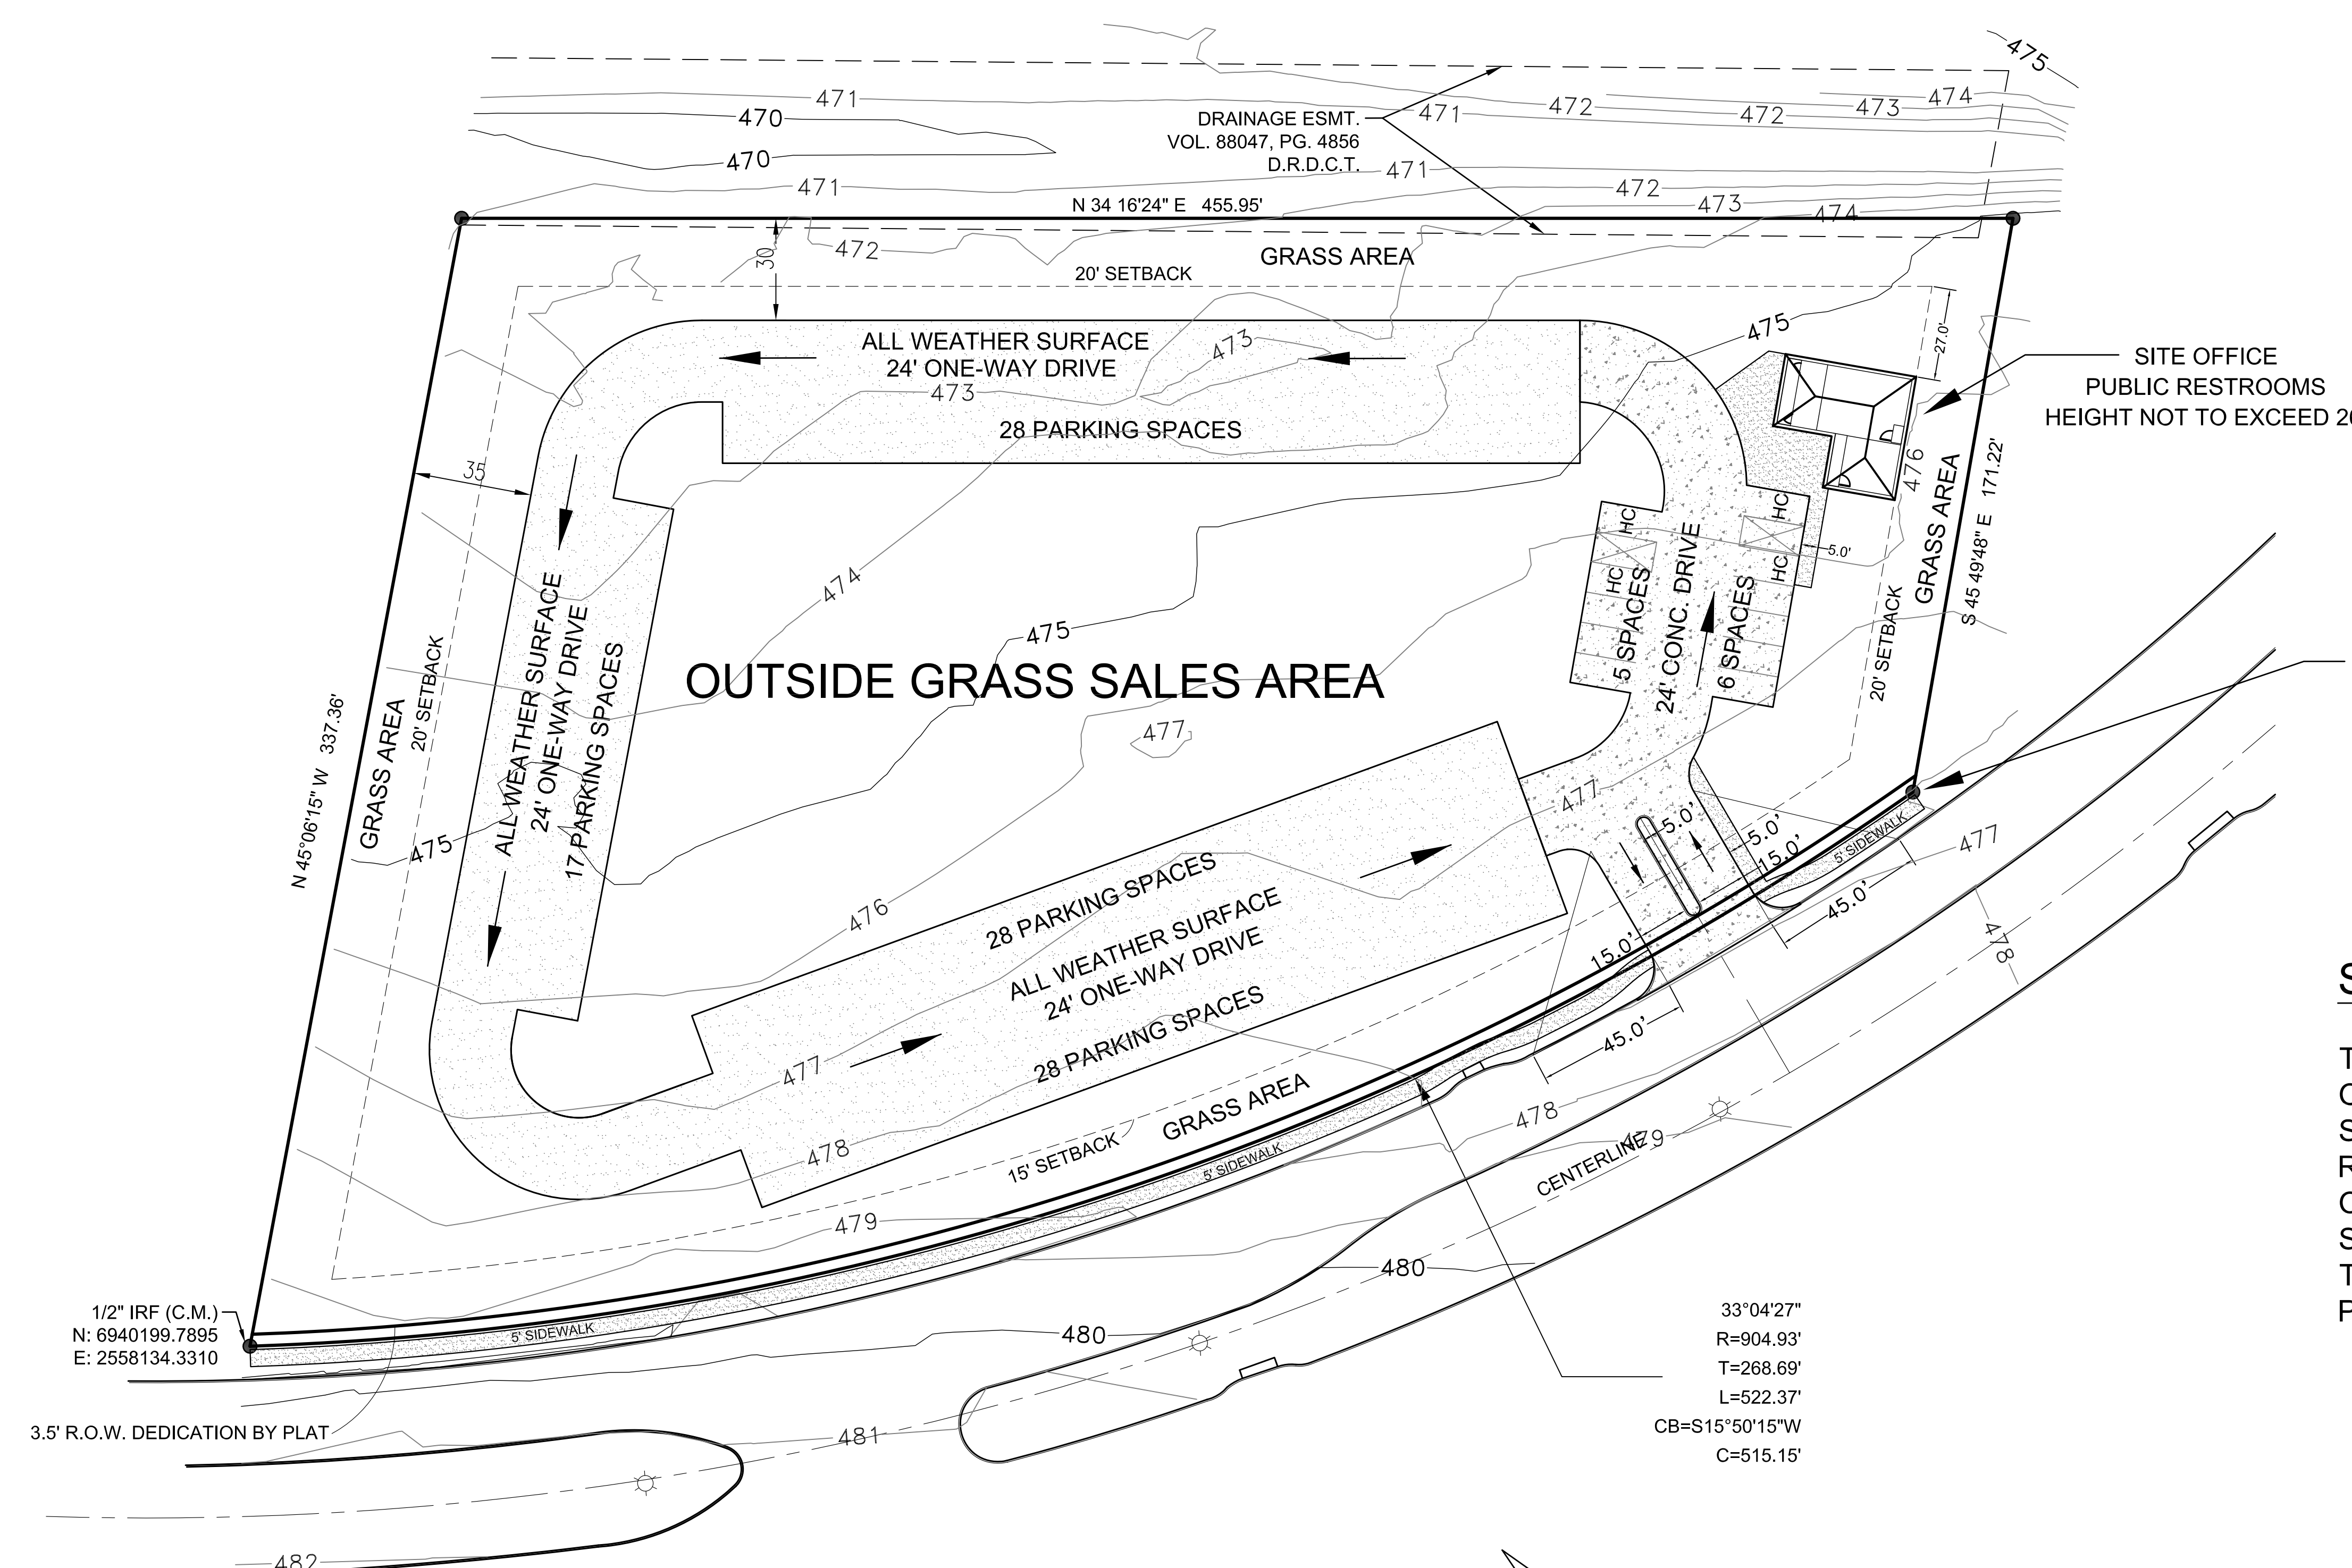 475
471
470
DRAINAGE ESMT.
VOL. 88047, PG. 4856
D.R.D.C.T.
471
472
472
473
474
470
471
471
472
473
474
N 34 16'24" E 455.95'
472
30
GRASS AREA
20' SETBACK
ALL WEATHER SURFACE
24' ONE-WAY DRIVE
473
473
475
27.0'
SITE OFFICE
PUBLIC RESTROOMS
HEIGHT NOT TO EXCEED 20
28 PARKING SPACES
35
476
GRASS AREA
S 45 49'48" E 171.22'
HC
HC
HC
HC
5.0'
5 SPACES
24' CONC. DRIVE
6 SPACES
20' SETBACK
474
475
OUTSIDE GRASS SALES AREA
477
N 45°06'15" W 337.36'
GRASS AREA
20' SETBACK
ALL WEATHER SURFACE
24' ONE-WAY DRIVE
17 PARKING SPACES
475
477
5.0'
5.0'
15.0'
5' SIDEWALK
477
45.0'
476
28 PARKING SPACES
ALL WEATHER SURFACE
24' ONE-WAY DRIVE
28 PARKING SPACES
15.0'
478
45.0'
477
478
GRASS AREA
15' SETBACK
5' SIDEWALK
478
479
CENTERLINE
479
480
480
1/2" IRF (C.M.)
N: 6940199.7895
E: 2558134.3310
5' SIDEWALK
33°04'27"
R=904.93'
T=268.69'
L=522.37'
CB=S15°50'15"W
C=515.15'
3.5' R.O.W. DEDICATION BY PLAT
481
482
S
T
R
T
P